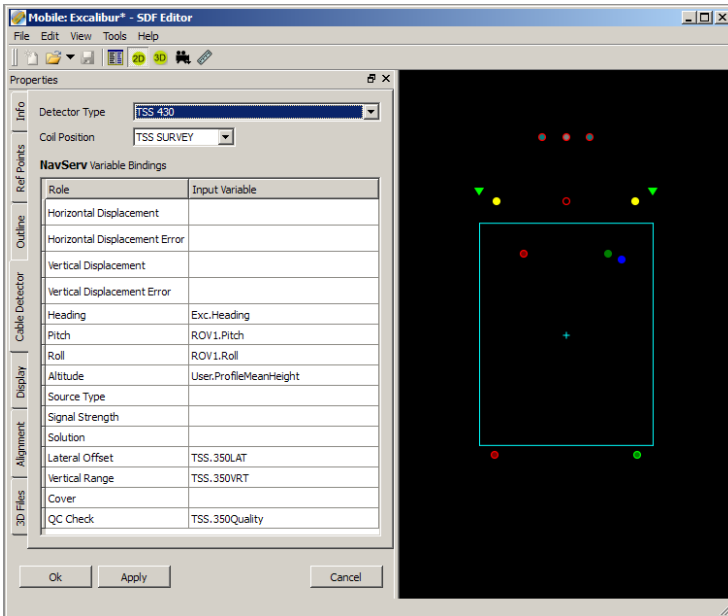 Mobile: Excalibur* - SDF Editor
File Edit View Tools Help
2D 3D
Properties
Info
Ref Points
Outline
Cable Detector
Display
Alignment
3D Files
Detector Type TSS 430
Coil Position TSS SURVEY
NavServ Variable Bindings
Role Input Variable
Horizontal Displacement
Horizontal Displacement Error
Vertical Displacement
Vertical Displacement Error
Heading Exc.Heading
Pitch ROV1.Pitch
Roll ROV1.Roll
Altitude User.ProfileMeanHeight
Source Type
Signal Strength
Solution
Lateral Offset TSS.350LAT
Vertical Range TSS.350VRT
Cover
QC Check TSS.350Quality
Ok Apply Cancel